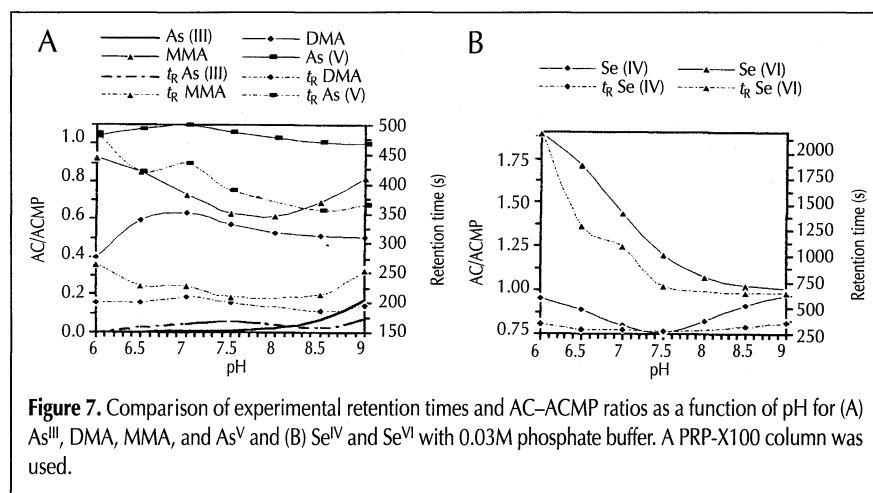 A
As (III)
DMA
MMA
As (V)
tR As (III)
tR DMA
tR MMA
tR As (V)
AC/ACMP
1.0
0.8
0.6
0.4
0.2
0.0
6
6.5
7
7.5
8
8.5
9
pH
500
450
400
350
300
250
200
150
Retention time (s)
B
Se (IV)
Se (VI)
tR Se (IV)
tR Se (VI)
AC/ACMP
1.75
1.50
1.25
1.00
0.75
6
6.5
7
7.5
8
8.5
9
pH
2000
1750
1500
1250
1000
750
500
250
Retention time (s)
Figure 7. Comparison of experimental retention times and AC–ACMP ratios as a function of pH for (A)
AsIII, DMA, MMA, and AsV and (B) SeIV and SeVI with 0.03M phosphate buffer. A PRP-X100 column was
used.